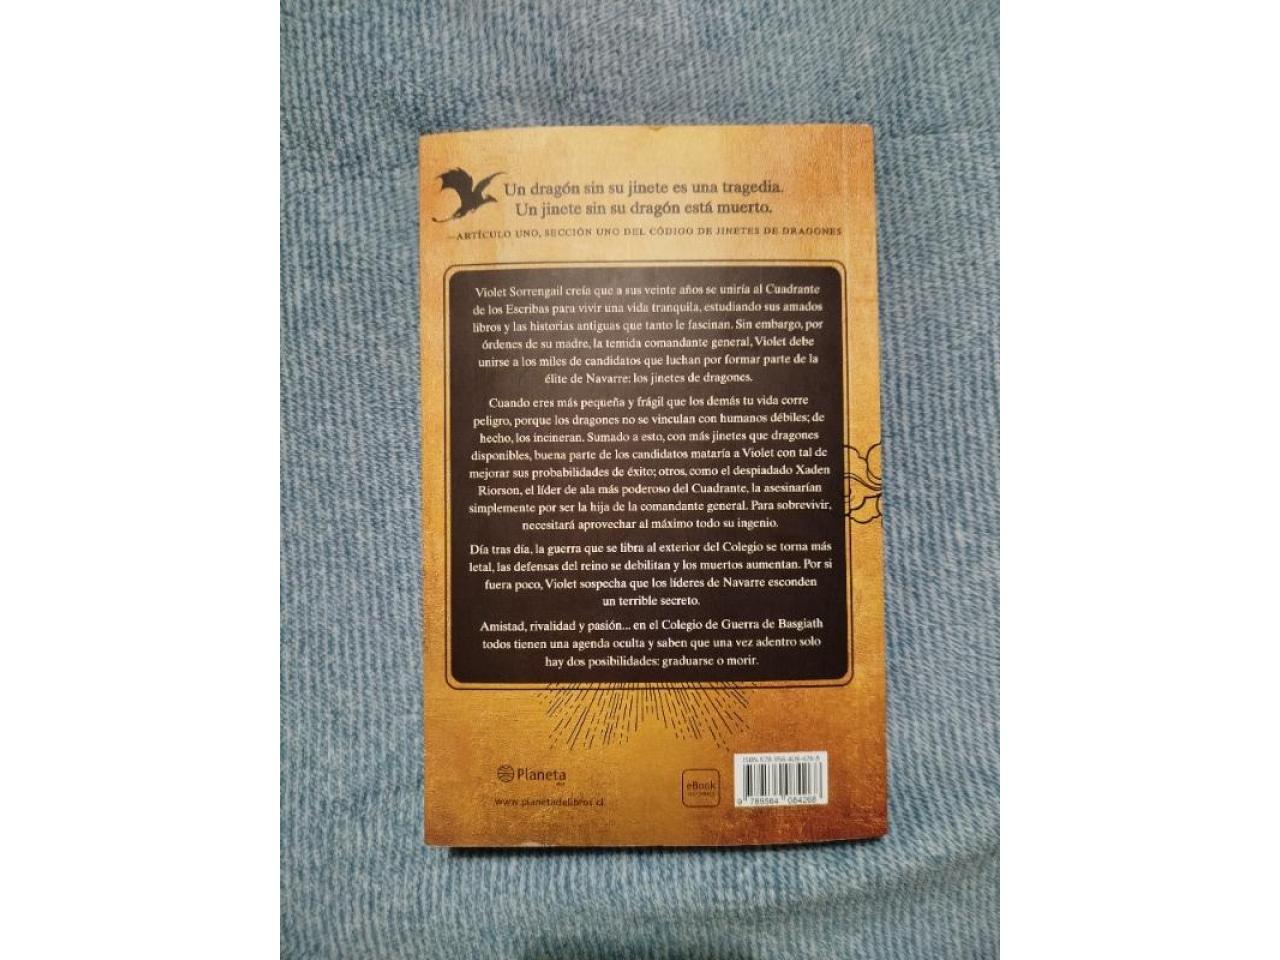 Un dragón sin su jinete es una tragedia.
Un jinete sin su dragón está muerto.
—ARTÍCULO UNO, SECCIÓN UNO DEL CÓDIGO DE JINETES DE DRAGONES
Violet Sorrengail creía que a sus veinte años se uniría al Cuadrante
de los Escribas para vivir una vida tranquila, estudiando sus amados
libros y las historias antiguas que tanto le fascinan. Sin embargo, por
órdenes de su madre, la temida comandante general, Violet debe
unirse a los miles de candidatos que luchan por formar parte de la
élite de Navarre: los jinetes de dragones.
Cuando eres más pequeña y frágil que los demás tu vida corre
peligro, porque los dragones no se vinculan con humanos débiles; de
hecho, los incineran. Sumado a esto, con más jinetes que dragones
disponibles, buena parte de los candidatos mataría a Violet con tal de
mejorar sus probabilidades de éxito; otros, como el despiadado Xaden
Riorson, el líder de ala más poderoso del Cuadrante, la asesinarían
simplemente por ser la hija de la comandante general. Para sobrevivir,
necesitará aprovechar al máximo todo su ingenio.
Día tras día, la guerra que se libra al exterior del Colegio se torna más
letal, las defensas del reino se debilitan y los muertos aumentan. Por si
fuera poco, Violet sospecha que los líderes de Navarre esconden
un terrible secreto.
Amistad, rivalidad y pasión... en el Colegio de Guerra de Basgiath
todos tienen una agenda oculta y saben que una vez adentro solo
hay dos posibilidades: graduarse o morir.
Planeta
www.planetadelibros.cl
eBook
ISBN 978-956-408-426-8
9 789564 084268